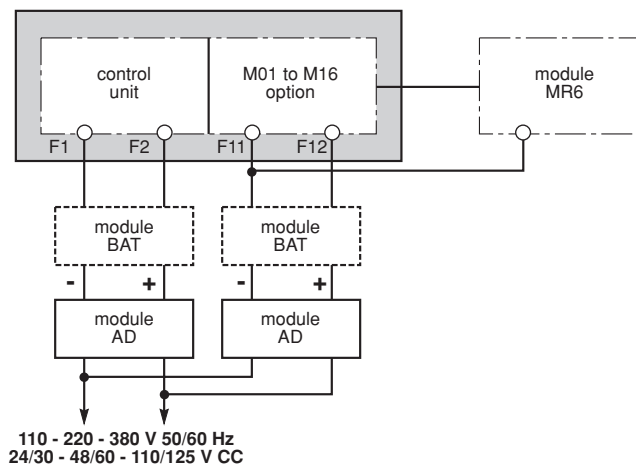 control
unit
M01 to M16
option
module
MR6
F1
F2
F11
F12
module
BAT
module
BAT
-
+
-
+
module
AD
module
AD
110 - 220 - 380 V 50/60 Hz
24/30 - 48/60 - 110/125 V CC